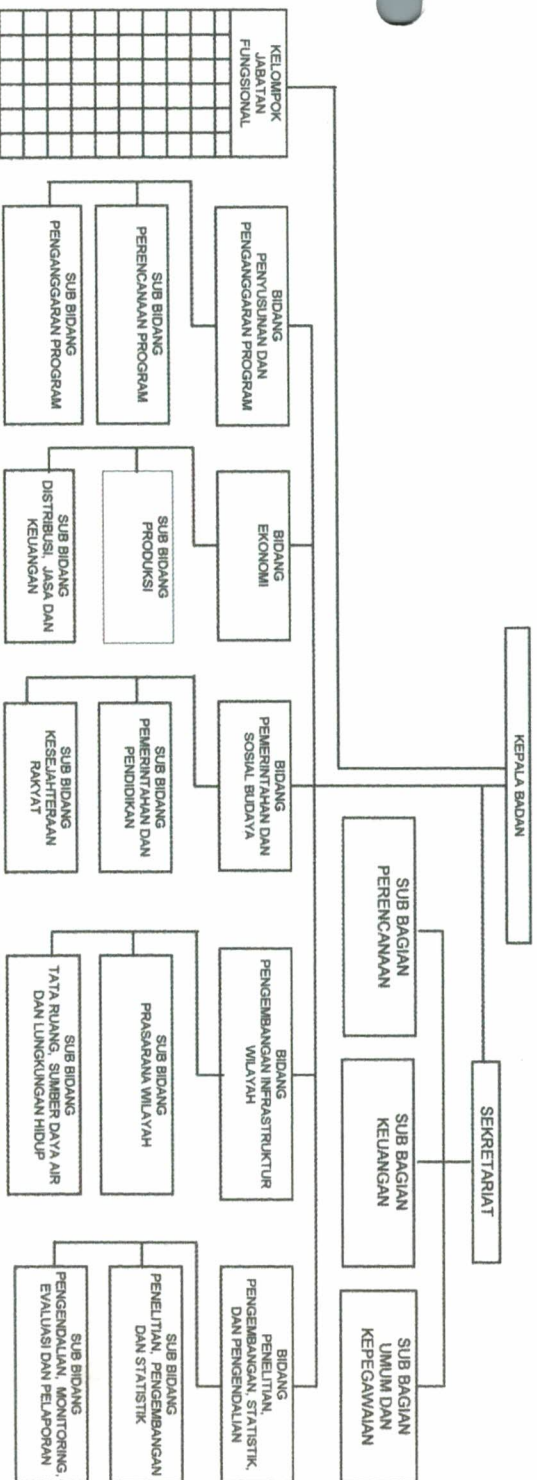 KEPALA BADAN
SEKRETARIAT
SUB BAGIAN
PERENCANAAN
SUB BAGIAN
KEUANGAN
SUB BAGIAN
UMUM DAN
KEPEGAWAIAN
KELOMPOK
JABATAN
FUNGSIONAL
BIDANG
PENYUSUNAN DAN
PENGANGGARAN PROGRAM
BIDANG
EKONOMI
BIDANG
PEMERINTAHAN DAN
SOSIAL BUDAYA
BIDANG
PENGEMBANGAN INFRASTRUKTUR
WILAYAH
BIDANG
PENELITIAN,
PENGEMBANGAN, STATISTIK,
DAN PENGENDALIAN
SUB BIDANG
PERENCANAAN PROGRAM
SUB BIDANG
PRODUKSI
SUB BIDANG
PEMERINTAHAN DAN
PENDIDIKAN
SUB BIDANG
PRASARANA WILAYAH
SUB BIDANG
PENELITIAN, PENGEMBANGAN
DAN STATISTIK
SUB BIDANG
PENGANGGARAN PROGRAM
SUB BIDANG
DISTRIBUSI, JASA DAN
KEUANGAN
SUB BIDANG
KESEJAHTERAAN
RAKYAT
SUB BIDANG
TATA RUANG, SUMBER DAYA AIR
DAN LUNGKUNGAN HIDUP
SUB BIDANG
PENGENDALIAN, MONITORING,
EVALUASI DAN PELAPORAN